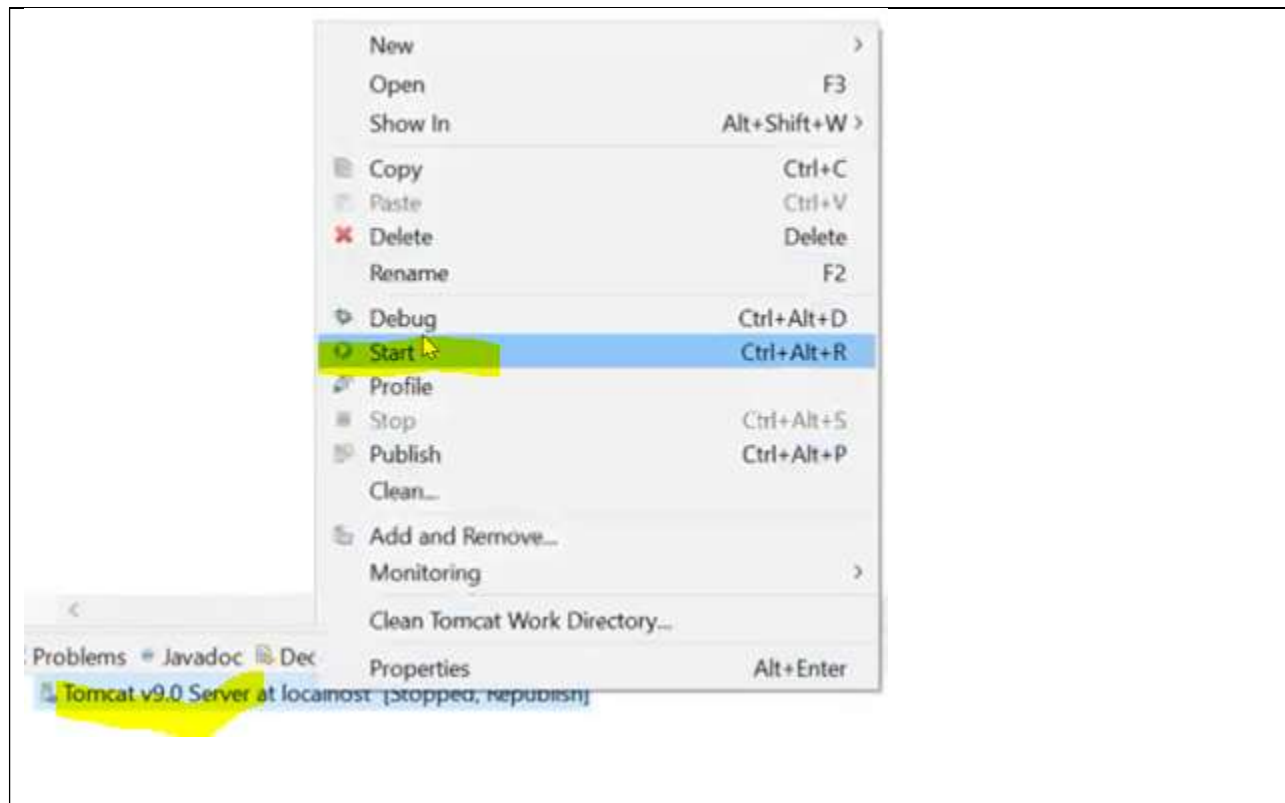 New
Open F3
Show In Alt+Shift+W
Copy Ctrl+C
Paste Ctrl+V
Delete Delete
Rename F2
Debug Ctrl+Alt+D
Start Ctrl+Alt+R
Profile
Stop Ctrl+Alt+S
Publish Ctrl+Alt+P
Clean...
Add and Remove...
Monitoring
Clean Tomcat Work Directory...
Properties Alt+Enter
Problems Javadoc Dec
Tomcat v9.0 Server at localhost [Stopped, Republish]